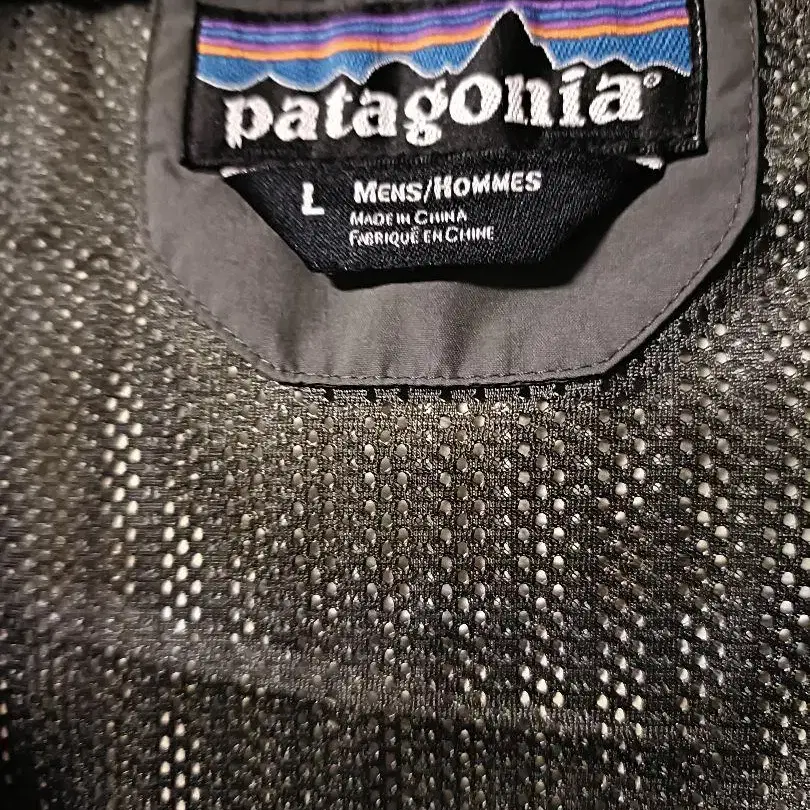 patagonia®
L MENS/HOMMES
MADE IN CHINA
FABRIQUÉ EN CHINE